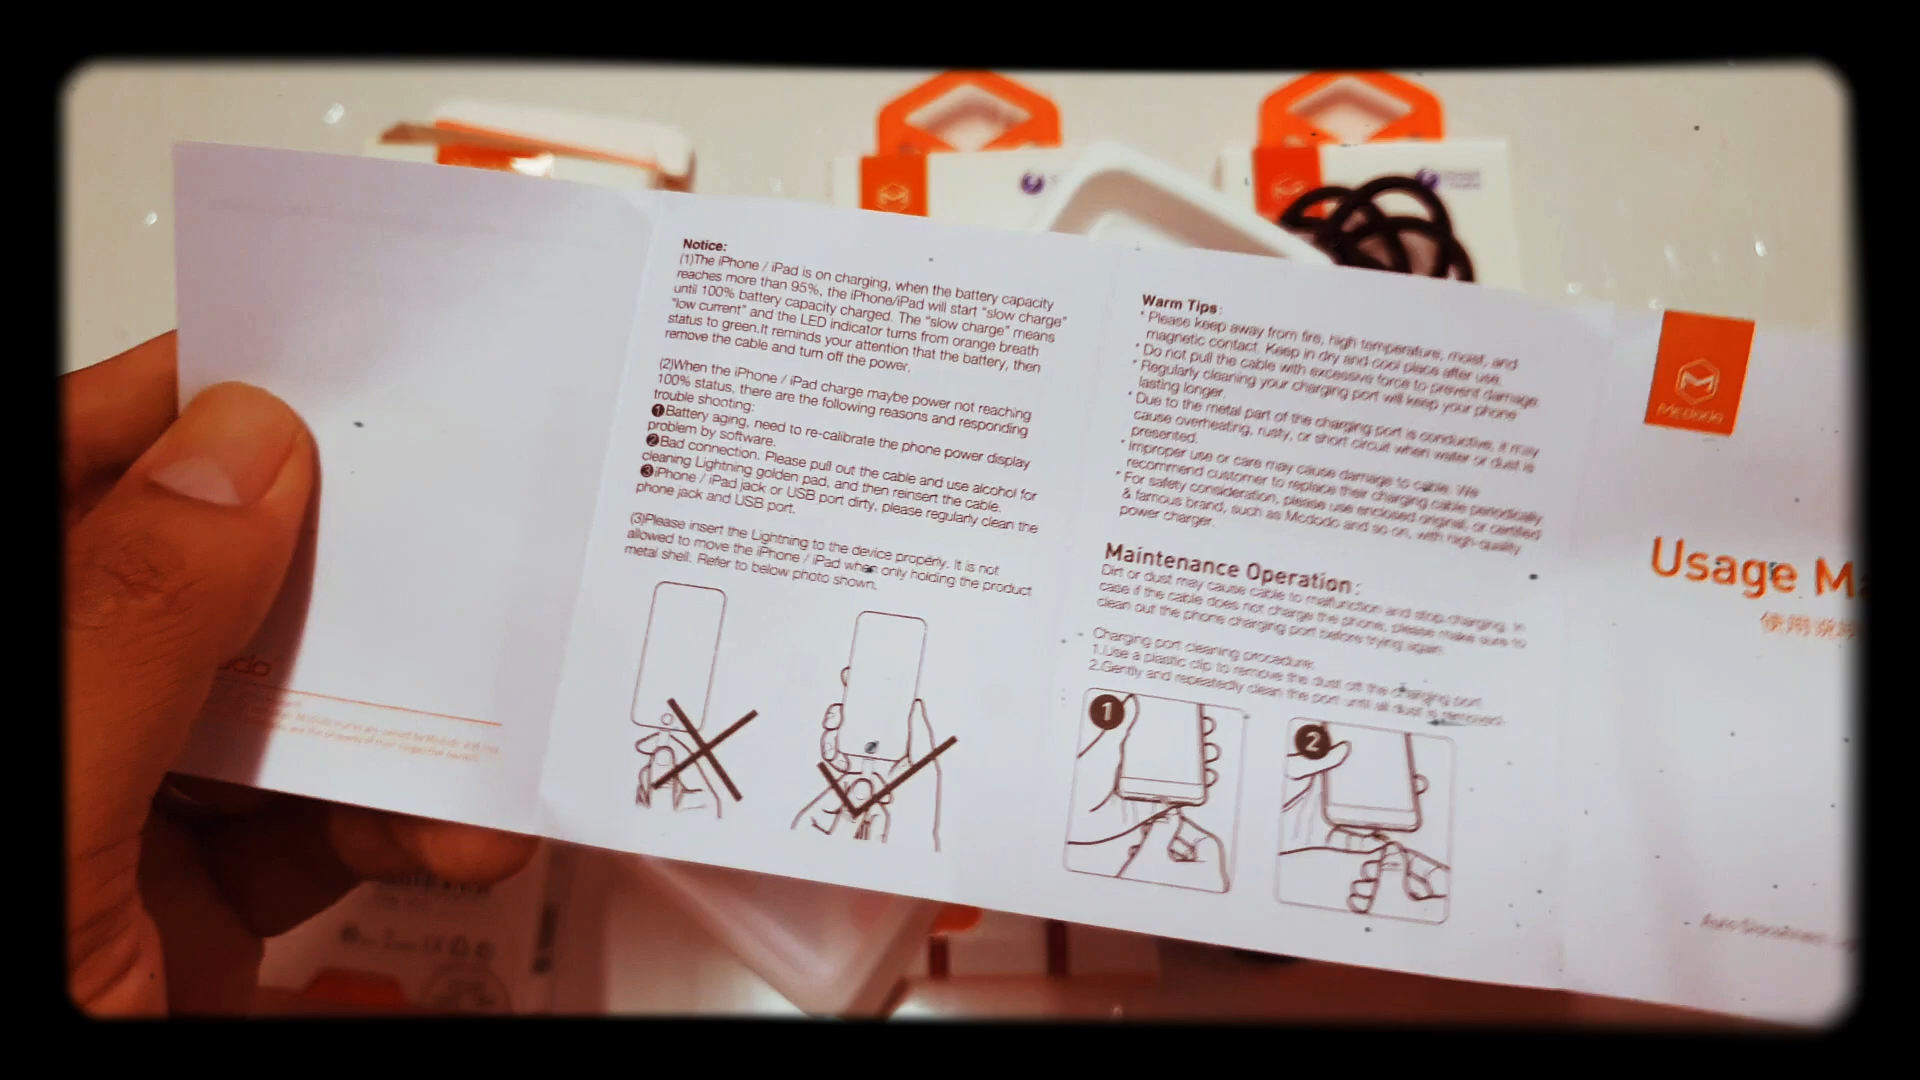 Notice:
(1)The iPhone / iPad is on charging, when the battery capacity
reaches more than 95%, the iPhone/iPad will start "slow charge"
until 100% battery capacity charged. The "slow charge" means
"low current" and the LED indicator turns from orange breath
status to green.It reminds your attention that the battery, then
remove the cable and turn off the power.
(2)When the iPhone / iPad charge maybe power not reaching
100% status, there are the following reasons and responding
trouble shooting:
❶Battery aging, need to re-calibrate the phone power display
problem by software.
❷Bad connection. Please pull out the cable and use alcohol for
cleaning Lightning golden pad, and then reinsert the cable.
❸iPhone / iPad jack or USB port dirty, please regularly clean the
phone jack and USB port.
(3)Please insert the Lightning to the device properly. It is not
allowed to move the iPhone / iPad when only holding the product
metal shell. Refer to below photo shown.
Warm Tips:
* Please keep away from fire, high temperature, moist, and
magnetic contact. Keep in dry and cool place after use.
* Do not pull the cable with excessive force to prevent damage.
* Regularly cleaning your charging port will keep your phone
lasting longer.
* Due to the metal part of the charging port is conductive, it may
cause overheating, rusty, or short circuit when water or dust is
presented.
* Improper use or care may cause damage to cable. We
recommend customer to replace their charging cable periodically.
* For safety consideration, please use enclosed original, or certified
& famous brand, such as Mcdodo and so on, with high-quality
power charger.
Maintenance Operation:
Dirt or dust may cause cable to malfunction and stop charging. In
case if the cable does not charge the phone, please make sure to
clean out the phone charging port before trying again.
Charging port cleaning procedure:
1.Use a plastic clip to remove the dust off the charging port.
2.Gently and repeatedly clean the port until all dust is removed.
1
2
Mcdodo
Usage Ma
使用